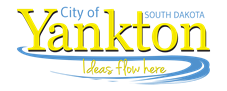 City of SOUTH DAKOTA
Yankton
Ideas flow here